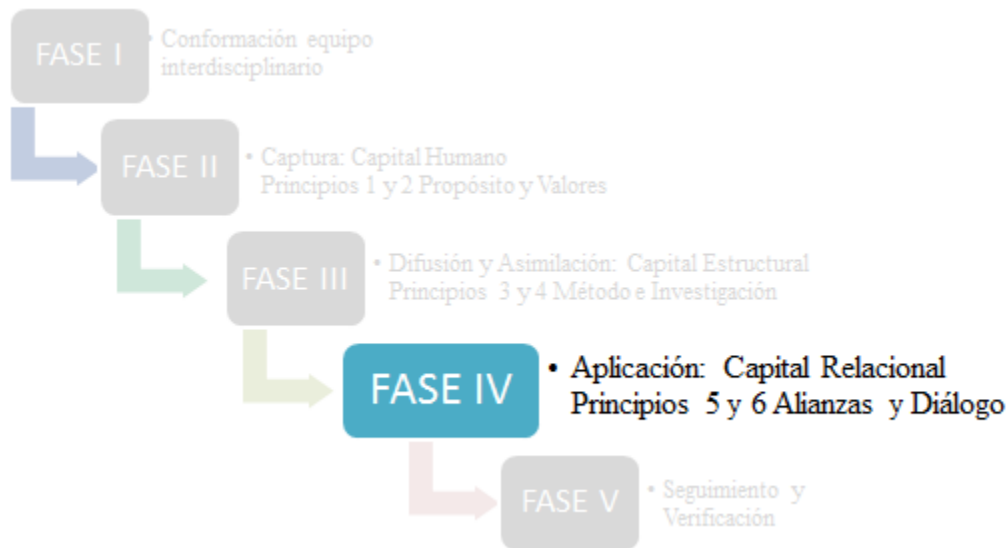 FASE I
• Conformación equipo
interdisciplinario
FASE II
• Captura: Capital Humano
Principios 1 y 2 Propósito y Valores
FASE III
• Difusión y Asimilación: Capital Estructural
Principios 3 y 4 Método e Investigación
FASE IV
• Aplicación: Capital Relacional
Principios 5 y 6 Alianzas y Diálogo
FASE V
• Seguimiento y
Verificación